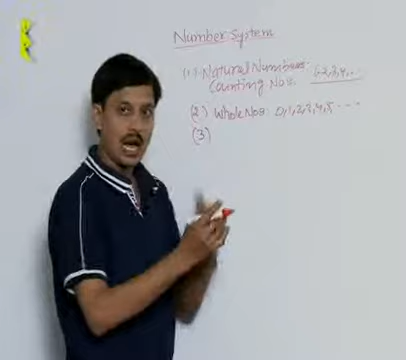 Number System
(1) Natural Numbers: 1, 2, 3, 4, ...
Counting Nos.
(2) Whole Nos: 0, 1, 2, 3, 4, 5 - - -
(3)